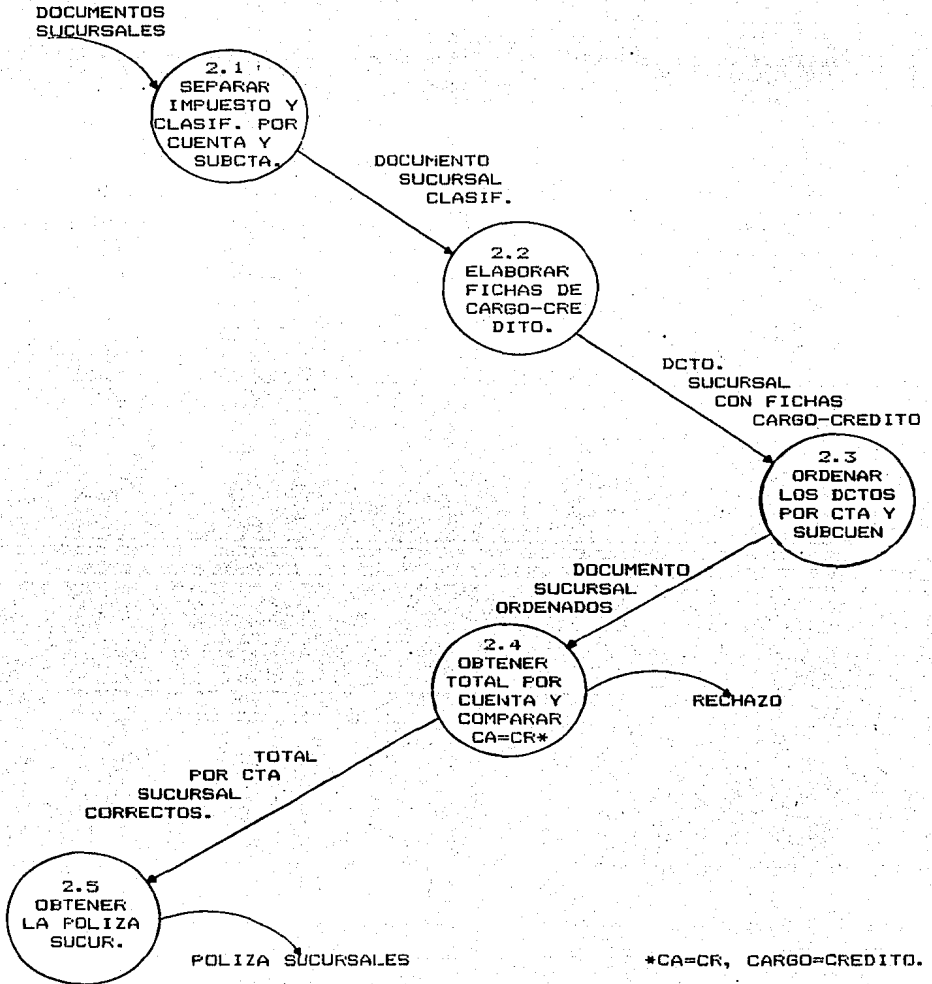 DOCUMENTOS
SUCURSALES
2.1
SEPARAR
IMPUESTO Y
CLASIF. POR
CUENTA Y
SUBCTA.
DOCUMENTO
SUCURSAL
CLASIF.
2.2
ELABORAR
FICHAS DE
CARGO-CRE
DITO.
DCTO.
SUCURSAL
CON FICHAS
CARGO-CREDITO
2.3
ORDENAR
LOS DCTOS
POR CTA Y
SUBCUEN
DOCUMENTO
SUCURSAL
ORDENADOS
2.4
OBTENER
TOTAL POR
CUENTA Y
COMPARAR
CA=CR*
RECHAZO
TOTAL
POR CTA
SUCURSAL
CORRECTOS.
2.5
OBTENER
LA POLIZA
SUCUR.
POLIZA SUCURSALES
*CA=CR, CARGO=CREDITO.